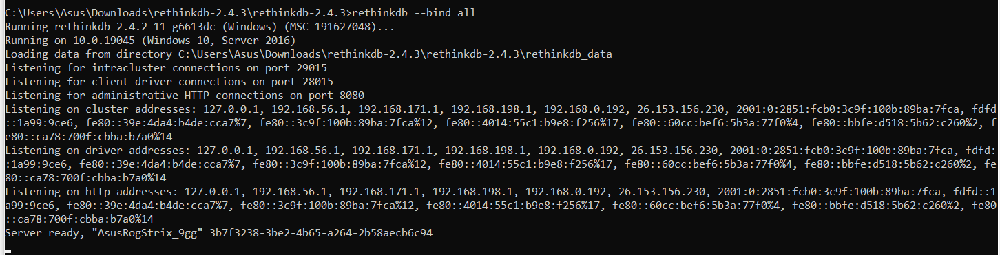 C:\Users\Asus\Downloads\rethinkdb-2.4.3\rethinkdb-2.4.3>rethinkdb --bind all
Running rethinkdb 2.4.2-11-g6613dc (Windows) (MSC 191627048)...
Running on 10.0.19045 (Windows 10, Server 2016)
Loading data from directory C:\Users\Asus\Downloads\rethinkdb-2.4.3\rethinkdb-2.4.3\rethinkdb_data
Listening for intracluster connections on port 29015
Listening for client driver connections on port 28015
Listening for administrative HTTP connections on port 8080
Listening on cluster addresses: 127.0.0.1, 192.168.56.1, 192.168.171.1, 192.168.198.1, 192.168.0.192, 26.153.156.230, 2001:0:2851:fcb0:3c9f:100b:89ba:7fca, fdfd
::1a99:9ce6, fe80::39e:4da4:b4de:cca7%7, fe80::3c9f:100b:89ba:7fca%12, fe80::4014:55c1:b9e8:f256%17, fe80::60cc:bef6:5b3a:77f0%4, fe80::bbfe:d518:5b62:c260%2, f
e80::ca78:700f:cbba:b7a0%14
Listening on driver addresses: 127.0.0.1, 192.168.56.1, 192.168.171.1, 192.168.198.1, 192.168.0.192, 26.153.156.230, 2001:0:2851:fcb0:3c9f:100b:89ba:7fca, fdfd:
:1a99:9ce6, fe80::39e:4da4:b4de:cca7%7, fe80::3c9f:100b:89ba:7fca%12, fe80::4014:55c1:b9e8:f256%17, fe80::60cc:bef6:5b3a:77f0%4, fe80::bbfe:d518:5b62:c260%2, fe
80::ca78:700f:cbba:b7a0%14
Listening on http addresses: 127.0.0.1, 192.168.56.1, 192.168.171.1, 192.168.198.1, 192.168.0.192, 26.153.156.230, 2001:0:2851:fcb0:3c9f:100b:89ba:7fca, fdfd::1
a99:9ce6, fe80::39e:4da4:b4de:cca7%7, fe80::3c9f:100b:89ba:7fca%12, fe80::4014:55c1:b9e8:f256%17, fe80::60cc:bef6:5b3a:77f0%4, fe80::bbfe:d518:5b62:c260%2, fe80
::ca78:700f:cbba:b7a0%14
Server ready, "AsusRogStrix_9gg" 3b7f3238-3be2-4b65-a264-2b58aecb6c94